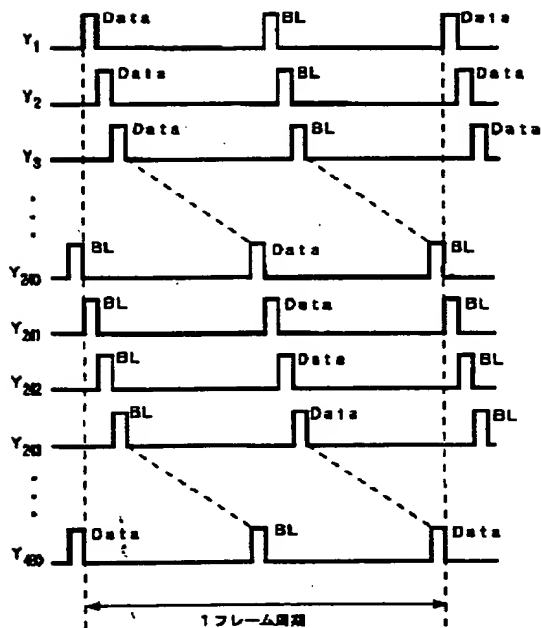 Y1 Data BL Data
Y2 Data BL Data
Y3 Data BL Data
Y240 BL Data BL
Y241 BL Data BL
Y242 BL Data BL
Y243 BL Data BL
Y480 Data BL Data
1フレーム周期